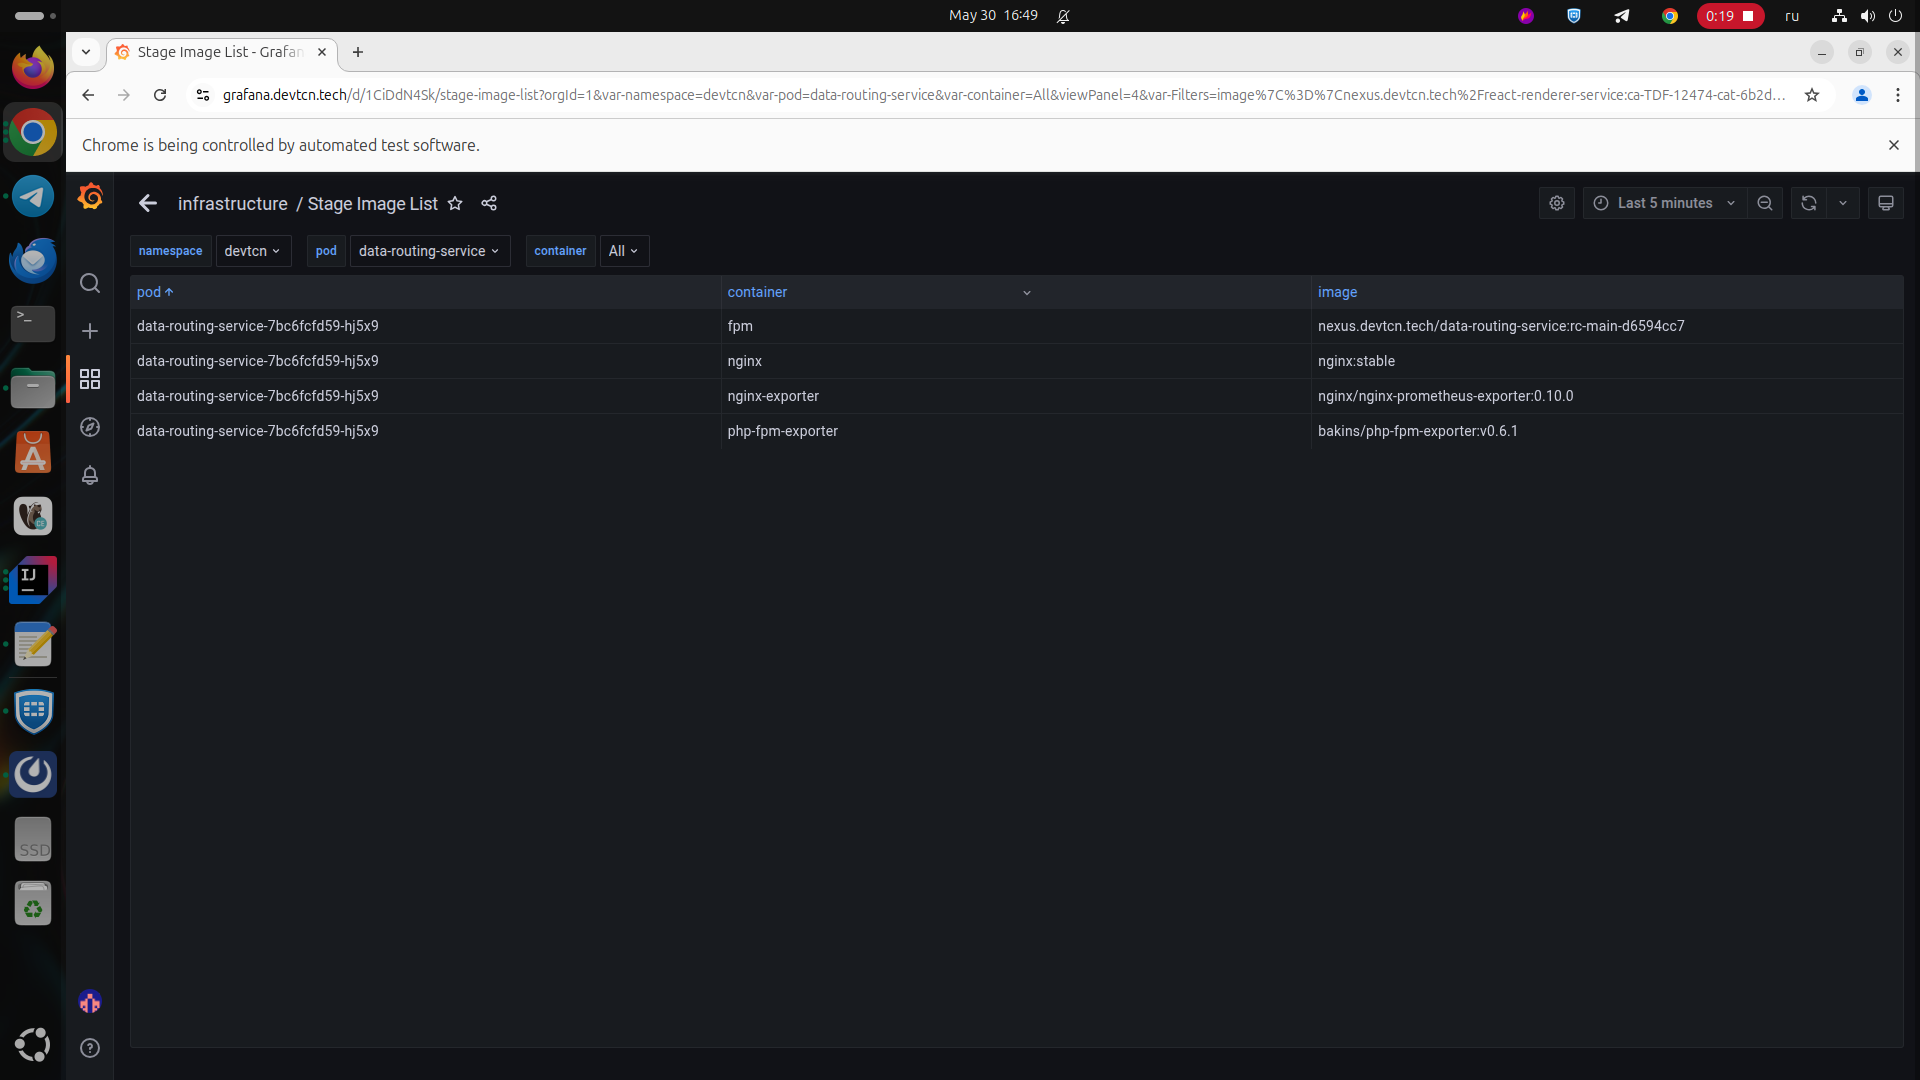 May 30 16:49
0:19
ru
Stage Image List - Grafan
grafana.devtcn.tech/d/1CiDdN4Sk/stage-image-list?orgId=1&var-namespace=devtcn&var-pod=data-routing-service&var-container=All&viewPanel=4&var-Filters=image%7C%3D%7Cnexus.devtcn.tech%2Freact-renderer-service:ca-TDF-12474-cat-6b2d...
Chrome is being controlled by automated test software.
infrastructure / Stage Image List
Last 5 minutes
namespace devtcn pod data-routing-service container All
pod container image
data-routing-service-7bc6fcfd59-hj5x9 fpm nexus.devtcn.tech/data-routing-service:rc-main-d6594cc7
data-routing-service-7bc6fcfd59-hj5x9 nginx nginx:stable
data-routing-service-7bc6fcfd59-hj5x9 nginx-exporter nginx/nginx-prometheus-exporter:0.10.0
data-routing-service-7bc6fcfd59-hj5x9 php-fpm-exporter bakins/php-fpm-exporter:v0.6.1
IJ
SSD